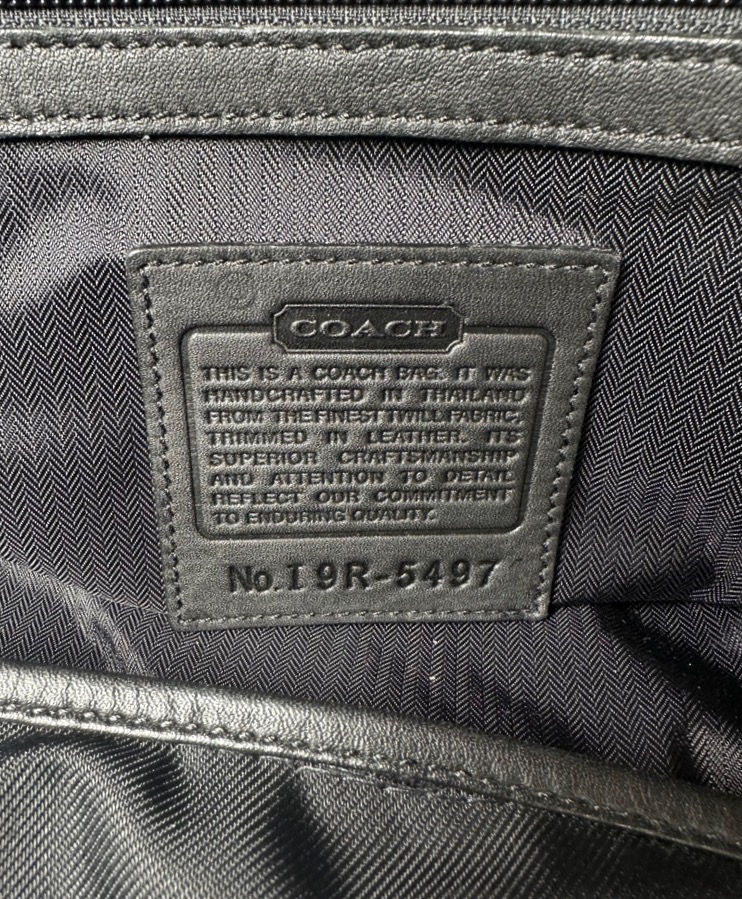 COACH
THIS IS A COACH BAG. IT WAS
HANDCRAFTED IN THAILAND
FROM THE FINEST TWILL FABRIC,
TRIMMED IN LEATHER. ITS
SUPERIOR CRAFTSMANSHIP
AND ATTENTION TO DETAIL
REFLECT OUR COMMITMENT
TO ENDURING QUALITY.
No.I9R-5497